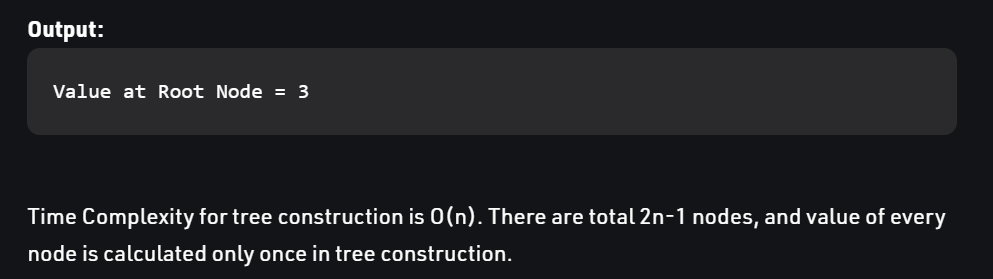 Output:
Value at Root Node = 3
Time Complexity for tree construction is O(n). There are total 2n-1 nodes, and value of every
node is calculated only once in tree construction.